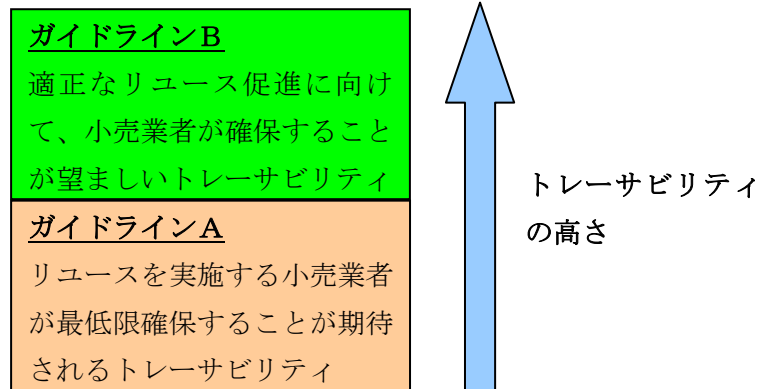 ガイドラインＢ
適正なリユース促進に向け
て、小売業者が確保すること
が望ましいトレーサビリティ
ガイドラインＡ
リユースを実施する小売業者
が最低限確保することが期待
されるトレーサビリティ
トレーサビリティ
の高さ